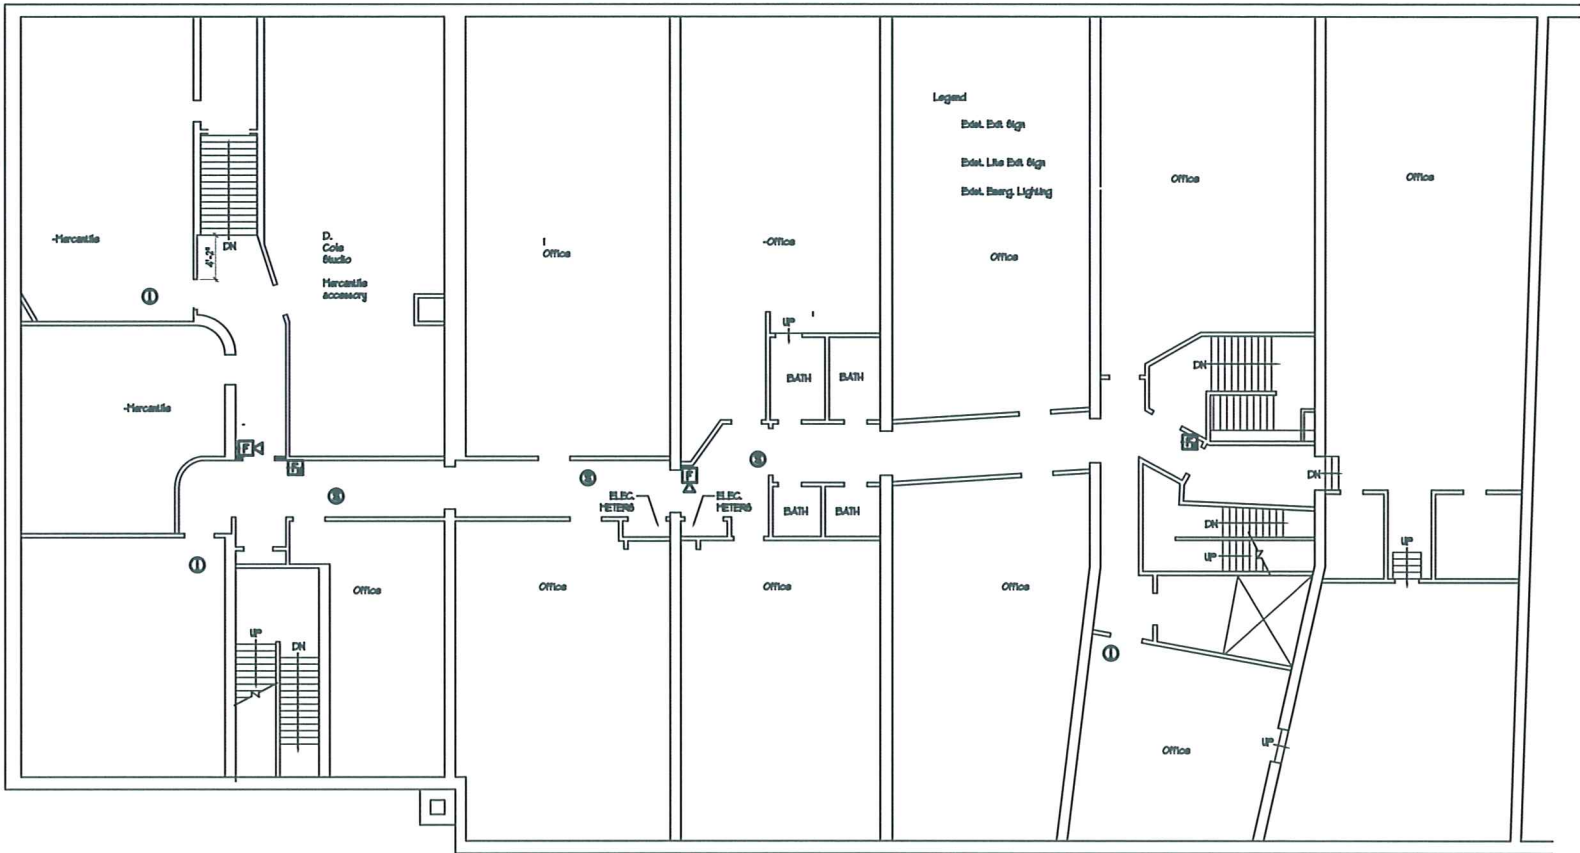 Legend
Exist. Exit Sign
Exist. Lite Exit Sign
Exist. Emerg. Lighting
Office
Office
-Mercantile
DN
4'-2"
D.
Cole
Studio
Mercantile
accessory
Office
-Office
Office
UP
BATH
BATH
DN
-Mercantile
F
F
F
F
S
S
S
ELEC.
METERS
ELEC.
METERS
BATH
BATH
DN
DN
UP
UP
Office
Office
Office
Office
UP
DN
UP
Office